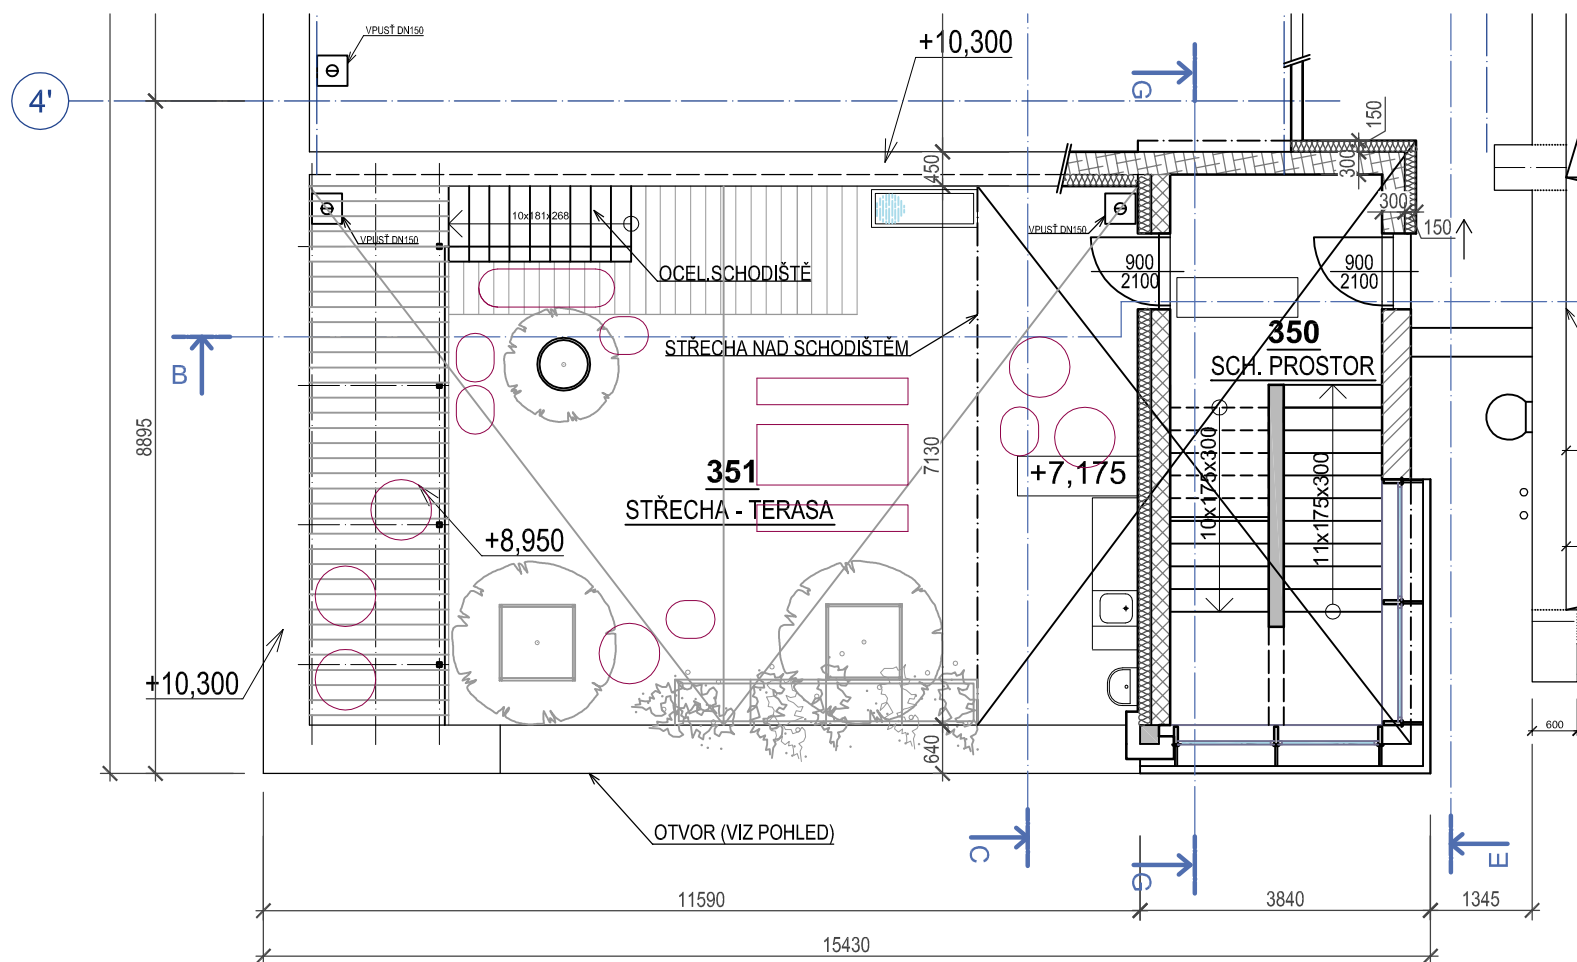 VPUSŤ DN150
+10,300
G
4'
150
450
300
300
150
10x181x268
VPUSŤ DN150
VPUSŤ DN150
OCEL.SCHODIŠTĚ
900
2100
900
2100
350
SCH. PROSTOR
STŘECHA NAD SCHODIŠTĚM
B
8895
7130
351
STŘECHA - TERASA
+7,175
10x175x300
11x175x300
+8,950
+10,300
640
600
OTVOR (VIZ POHLED)
C
G
E
11590
3840
1345
15430